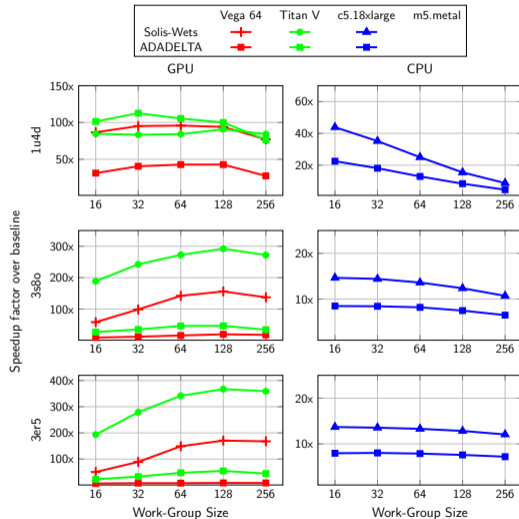 Vega 64 Titan V c5.18xlarge m5.metal
Solis-Wets
ADADELTA
GPU CPU
150x
100x
50x
1u4d
16 32 64 128 256
60x
40x
20x
16 32 64 128 256
Speedup factor over baseline
300x
200x
100x
3s8o
16 32 64 128 256
20x
10x
16 32 64 128 256
400x
300x
200x
100x
3er5
16 32 64 128 256
20x
10x
16 32 64 128 256
Work-Group Size Work-Group Size